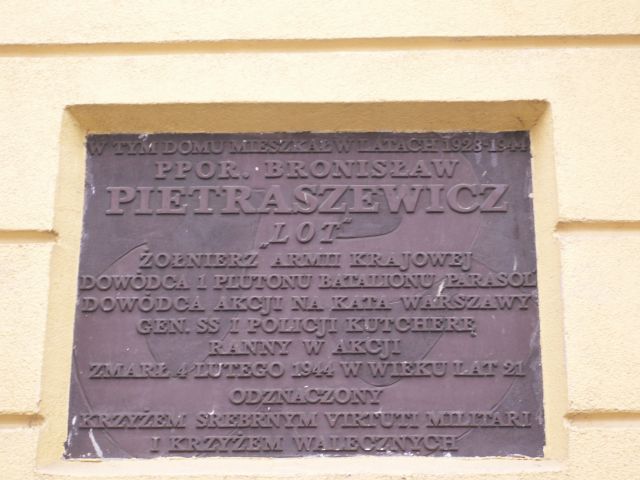 W TYM DOMU MIESZKAŁ W LATACH 1923-1944
PPOR. BRONISŁAW
PIETRASZEWICZ
„LOT"
ŻOŁNIERZ ARMII KRAJOWEJ
DOWÓDCA 1 PLUTONU BATALIONU „PARASOL"
DOWÓDCA AKCJI NA KATA WARSZAWY
GEN. SS I POLICJI KUTCHERĘ
RANNY W AKCJI
ZMARŁ 4 LUTEGO 1944 W WIEKU LAT 21
ODZNACZONY
KRZYŻEM SREBRNYM VIRTUTI MILITARI
I KRZYŻEM WALECZNYCH